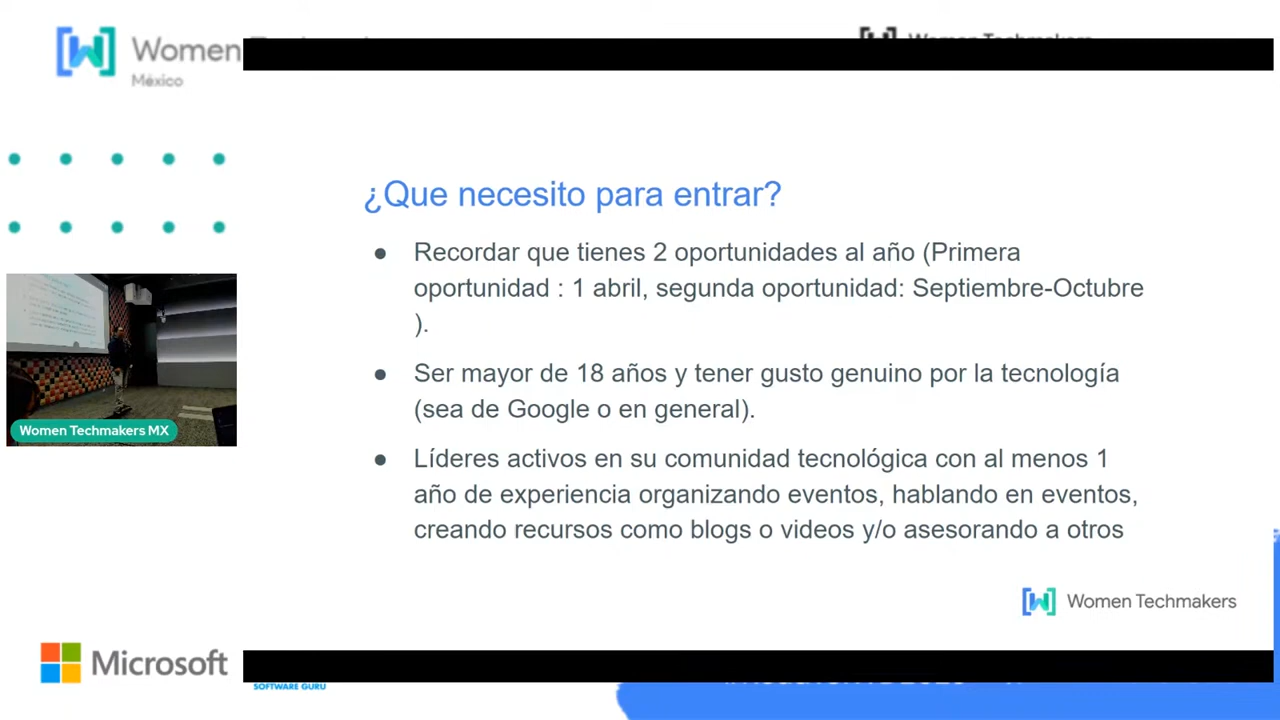 Women
México
¿Que necesito para entrar?
● Recordar que tienes 2 oportunidades al año (Primera
oportunidad : 1 abril, segunda oportunidad: Septiembre-Octubre
).
● Ser mayor de 18 años y tener gusto genuino por la tecnología
(sea de Google o en general).
● Líderes activos en su comunidad tecnológica con al menos 1
año de experiencia organizando eventos, hablando en eventos,
creando recursos como blogs o videos y/o asesorando a otros
Women Techmakers MX
Women Techmakers
Microsoft
SOFTWARE GURU